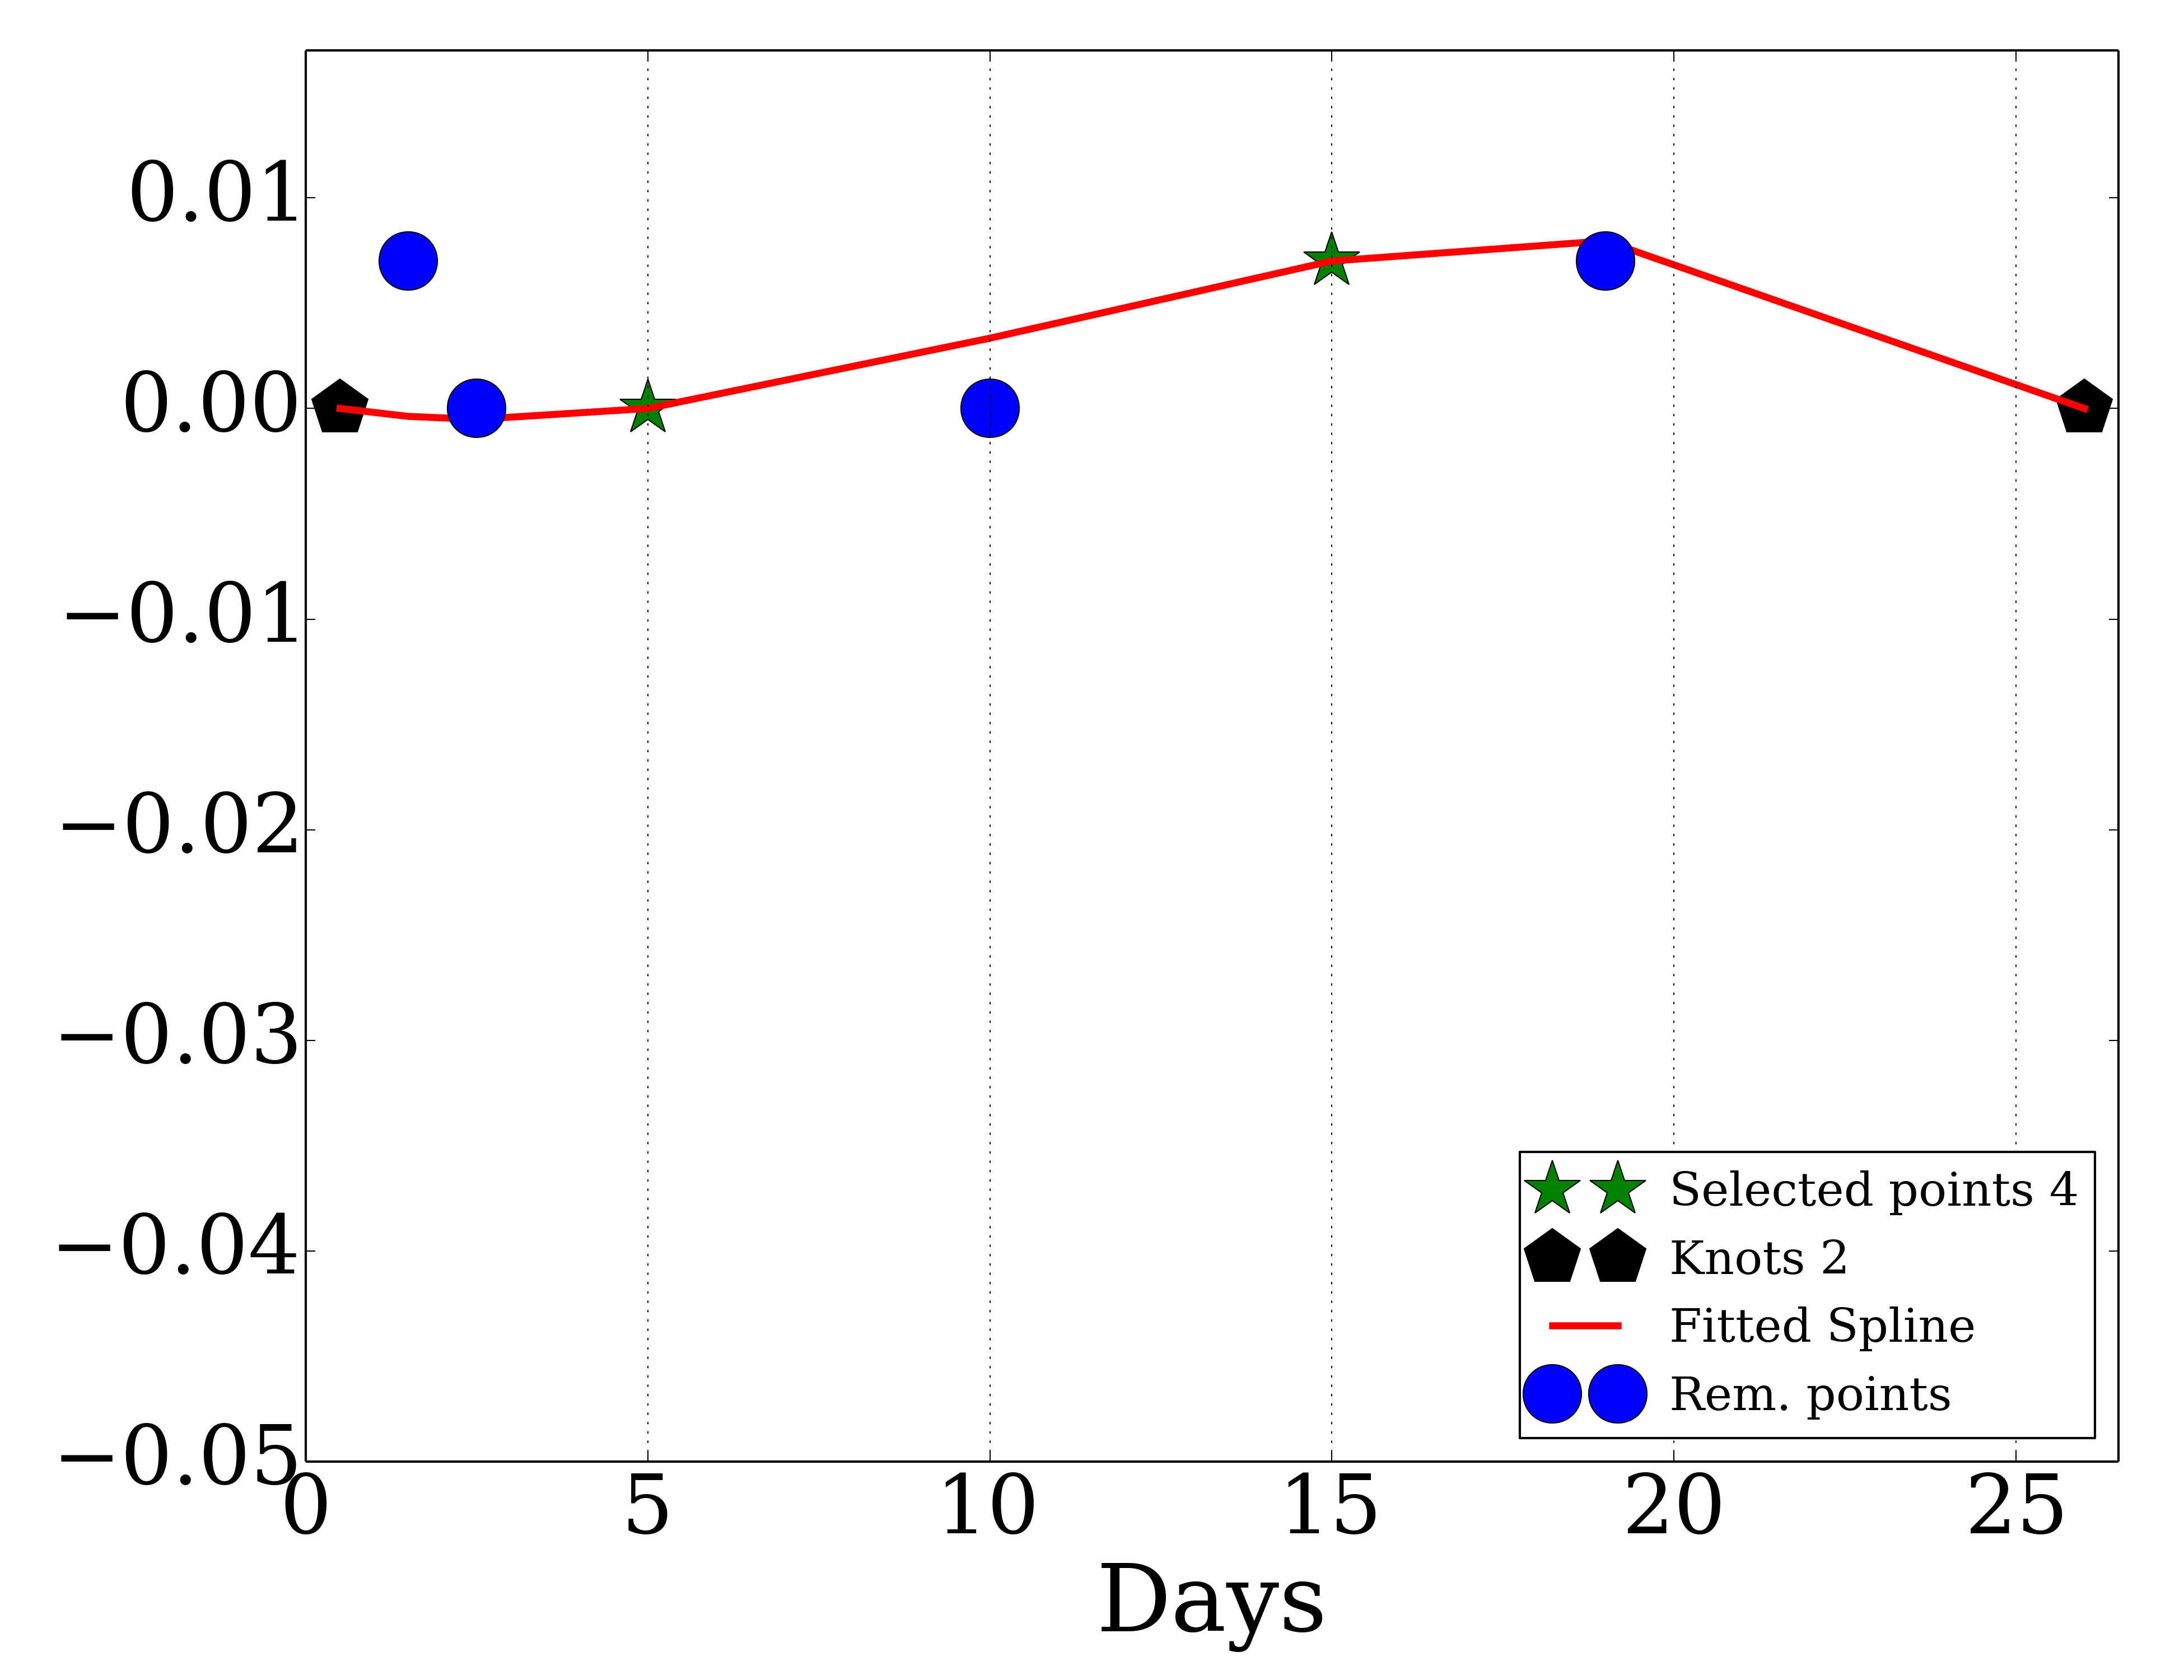 0.01
0.00
−0.01
−0.02
−0.03
−0.04
−0.05
0 5 10 15 20 25
Days
Selected points 4
Knots 2
Fitted Spline
Rem. points